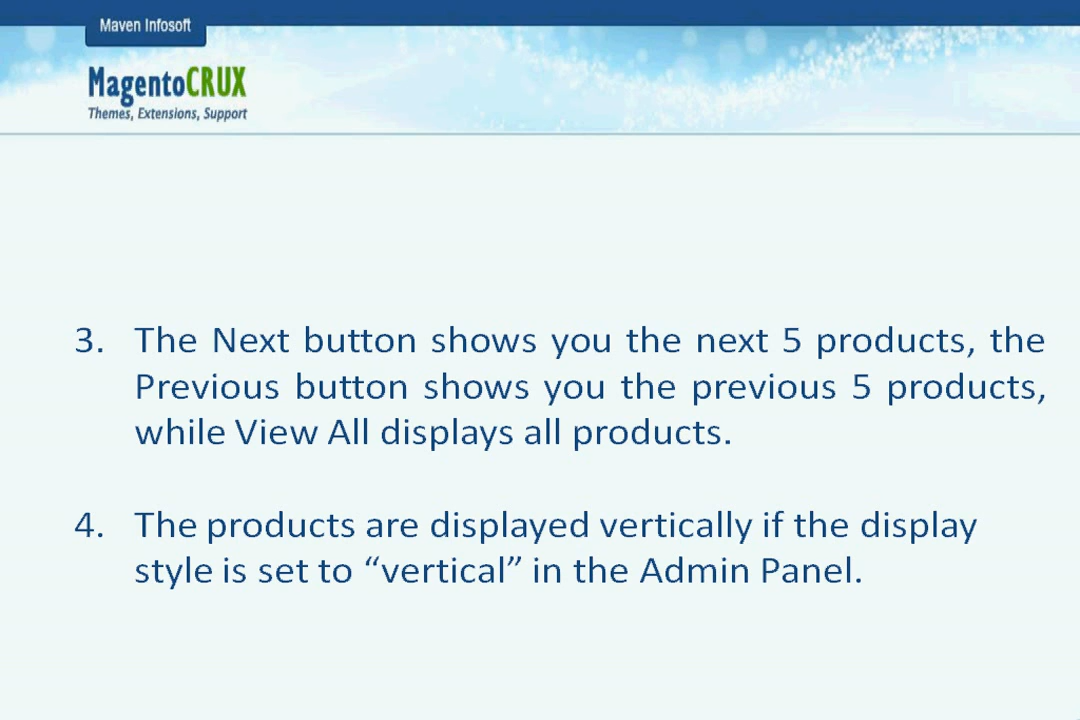 Maven Infosoft
MagentoCRUX
Themes, Extensions, Support
3. The Next button shows you the next 5 products, the
Previous button shows you the previous 5 products,
while View All displays all products.
4. The products are displayed vertically if the display
style is set to “vertical” in the Admin Panel.